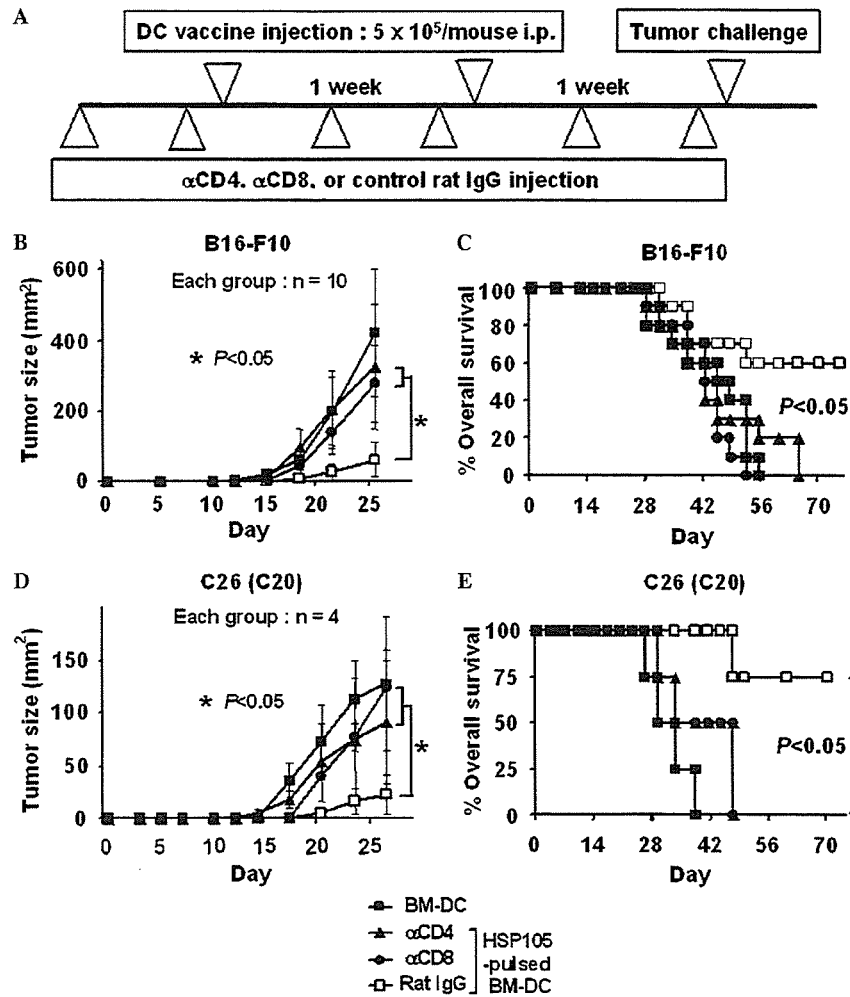 A
DC vaccine injection : 5 x 10⁵/mouse i.p.
Tumor challenge
1 week
1 week
αCD4, αCD8, or control rat IgG injection
B
B16-F10
Each group : n = 10
* P<0.05
*
Tumor size (mm²)
600
400
200
0
0 5 10 15 20 25
Day
C
B16-F10
% Overall survival
100
80
60
40
20
0
P<0.05
0 14 28 42 56 70
Day
D
C26 (C20)
Each group : n = 4
* P<0.05
*
Tumor size (mm²)
150
100
50
0
0 5 10 15 20 25
Day
E
C26 (C20)
% Overall survival
100
75
50
25
0
P<0.05
0 14 28 42 56 70
Day
BM-DC
αCD4
αCD8
Rat IgG
HSP105
-pulsed
BM-DC